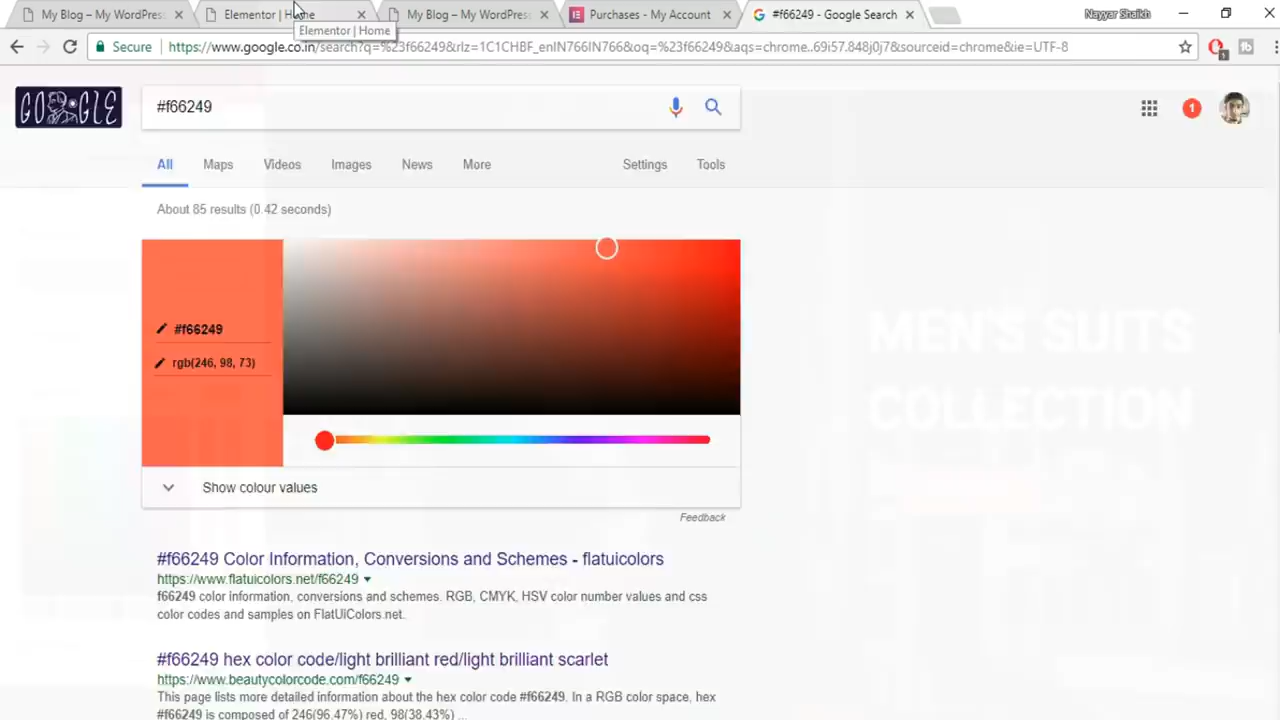 My Blog – My WordPres
Elementor | Home
My Blog – My WordPres
Purchases - My Account
#f66249 - Google Search
Nayyar Shaikh
Elementor | Home
Secure
https://www.google.co.in/search?q=%23f66249&rlz=1C1CHBF_enIN766IN766&oq=%23f66249&aqs=chrome..69i57.848j0j7&sourceid=chrome&ie=UTF-8
1
GOOGLE
#f66249
1
All Maps Videos Images News More Settings Tools
About 85 results (0.42 seconds)
#f66249
rgb(246, 98, 73)
MEN'S SUITS
COLLECTION
Show colour values
Feedback
#f66249 Color Information, Conversions and Schemes - flatuicolors
https://www.flatuicolors.net/f66249
f66249 color information, conversions and schemes. RGB, CMYK, HSV color number values and css
color codes and samples on FlatUiColors.net.
#f66249 hex color code/light brilliant red/light brilliant scarlet
https://www.beautycolorcode.com/f66249
This page lists more detailed information about the hex color code #f66249. In a RGB color space, hex
#f66249 is composed of 246(96.47%) red, 98(38.43%) ...